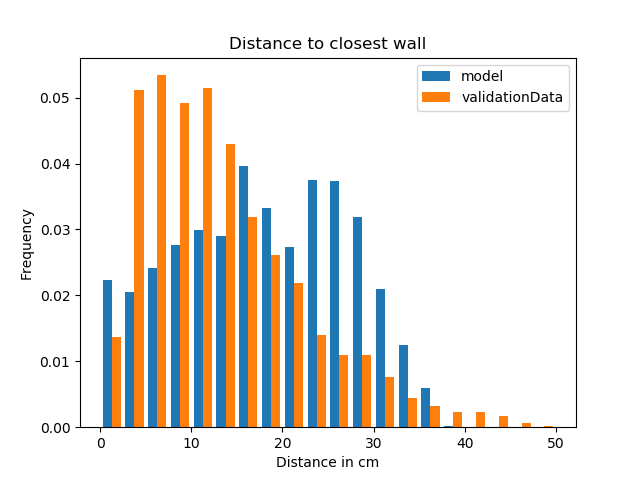 Distance to closest wall
model
validationData
Frequency
0.05
0.04
0.03
0.02
0.01
0.00
0 10 20 30 40 50
Distance in cm